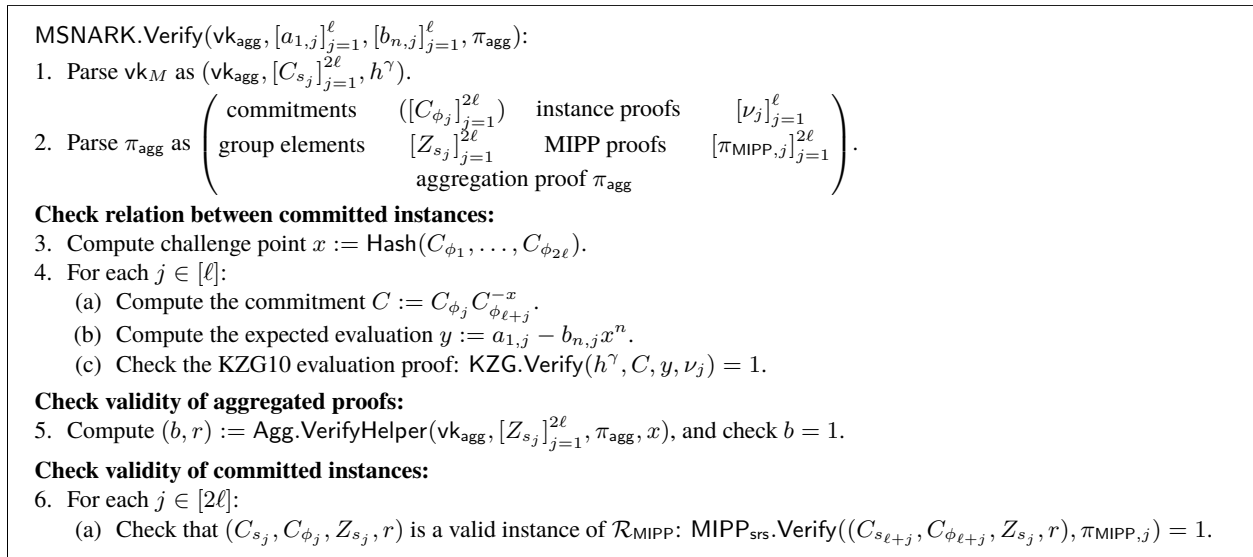 MSNARK.Verify(vk_agg, [a_{1,j}]_{j=1}^ℓ, [b_{n,j}]_{j=1}^ℓ, π_agg):
1. Parse vk_M as (vk_agg, [C_{s_j}]_{j=1}^{2ℓ}, h^γ).
2. Parse π_agg as ( commitments ([C_{φ_j}]_{j=1}^{2ℓ}) instance proofs [ν_j]_{j=1}^ℓ
group elements [Z_{s_j}]_{j=1}^{2ℓ} MIPP proofs [π_{MIPP,j}]_{j=1}^{2ℓ}
aggregation proof π_agg ).
Check relation between committed instances:
3. Compute challenge point x := Hash(C_{φ_1}, . . . , C_{φ_{2ℓ}}).
4. For each j ∈ [ℓ]:
(a) Compute the commitment C := C_{φ_j} C_{φ_{ℓ+j}}^{−x}.
(b) Compute the expected evaluation y := a_{1,j} − b_{n,j}x^n.
(c) Check the KZG10 evaluation proof: KZG.Verify(h^γ, C, y, ν_j) = 1.
Check validity of aggregated proofs:
5. Compute (b, r) := Agg.VerifyHelper(vk_agg, [Z_{s_j}]_{j=1}^{2ℓ}, π_agg, x), and check b = 1.
Check validity of committed instances:
6. For each j ∈ [2ℓ]:
(a) Check that (C_{s_j}, C_{φ_j}, Z_{s_j}, r) is a valid instance of R_MIPP: MIPP_srs.Verify((C_{s_{ℓ+j}}, C_{φ_{ℓ+j}}, Z_{s_j}, r), π_{MIPP,j}) = 1.